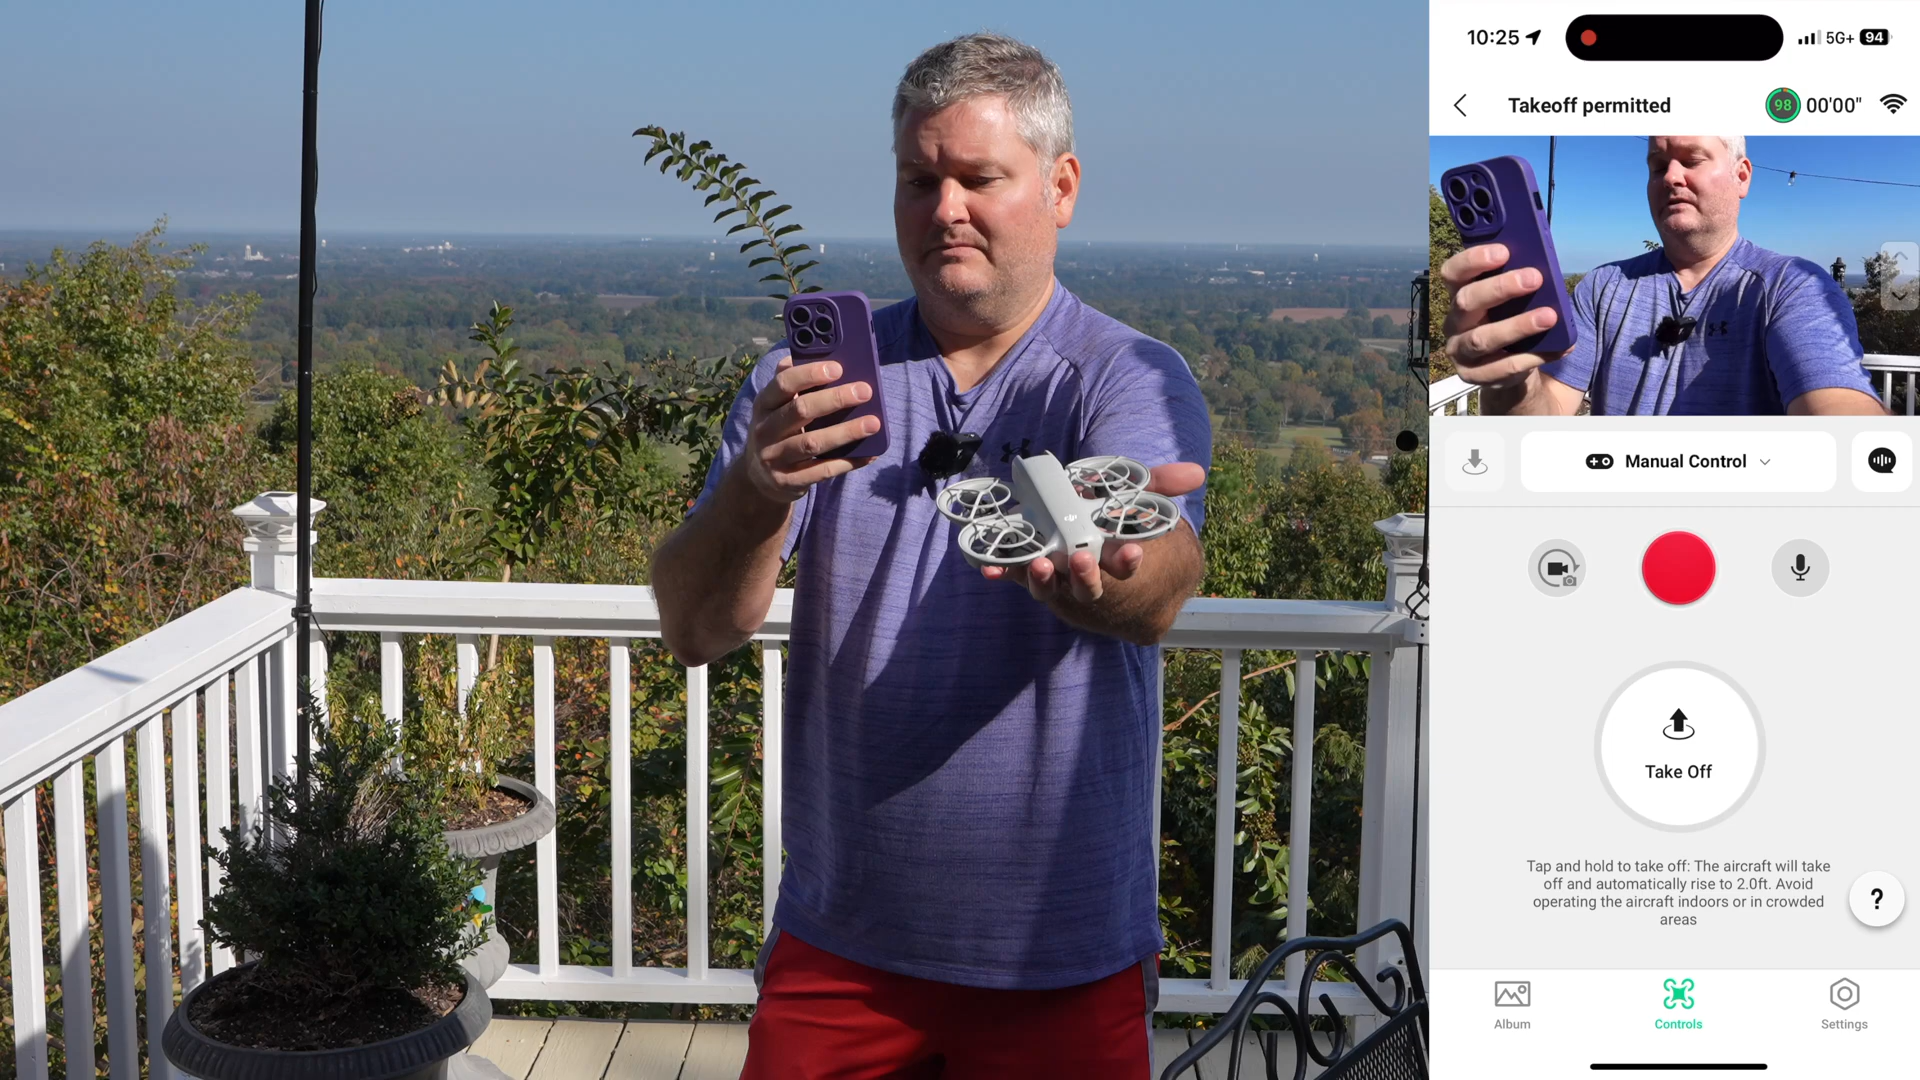 10:25
5G+
94
Takeoff permitted
98
00'00"
Manual Control
Take Off
Tap and hold to take off: The aircraft will take
off and automatically rise to 2.0ft. Avoid
operating the aircraft indoors or in crowded
areas
?
Album
Controls
Settings
dji